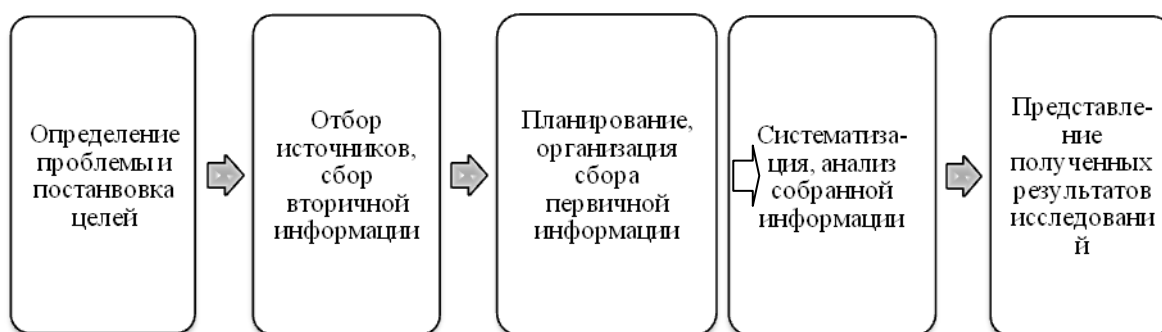 Определение
проблемы и
постанвовка
целей
Отбор
источников,
сбор
вторичной
информации
Планирование,
организация
сбора
первичной
информации
Систематиза-
ция, анализ
собранной
информации
Представле-
ние
полученных
результатов
исследовани
й